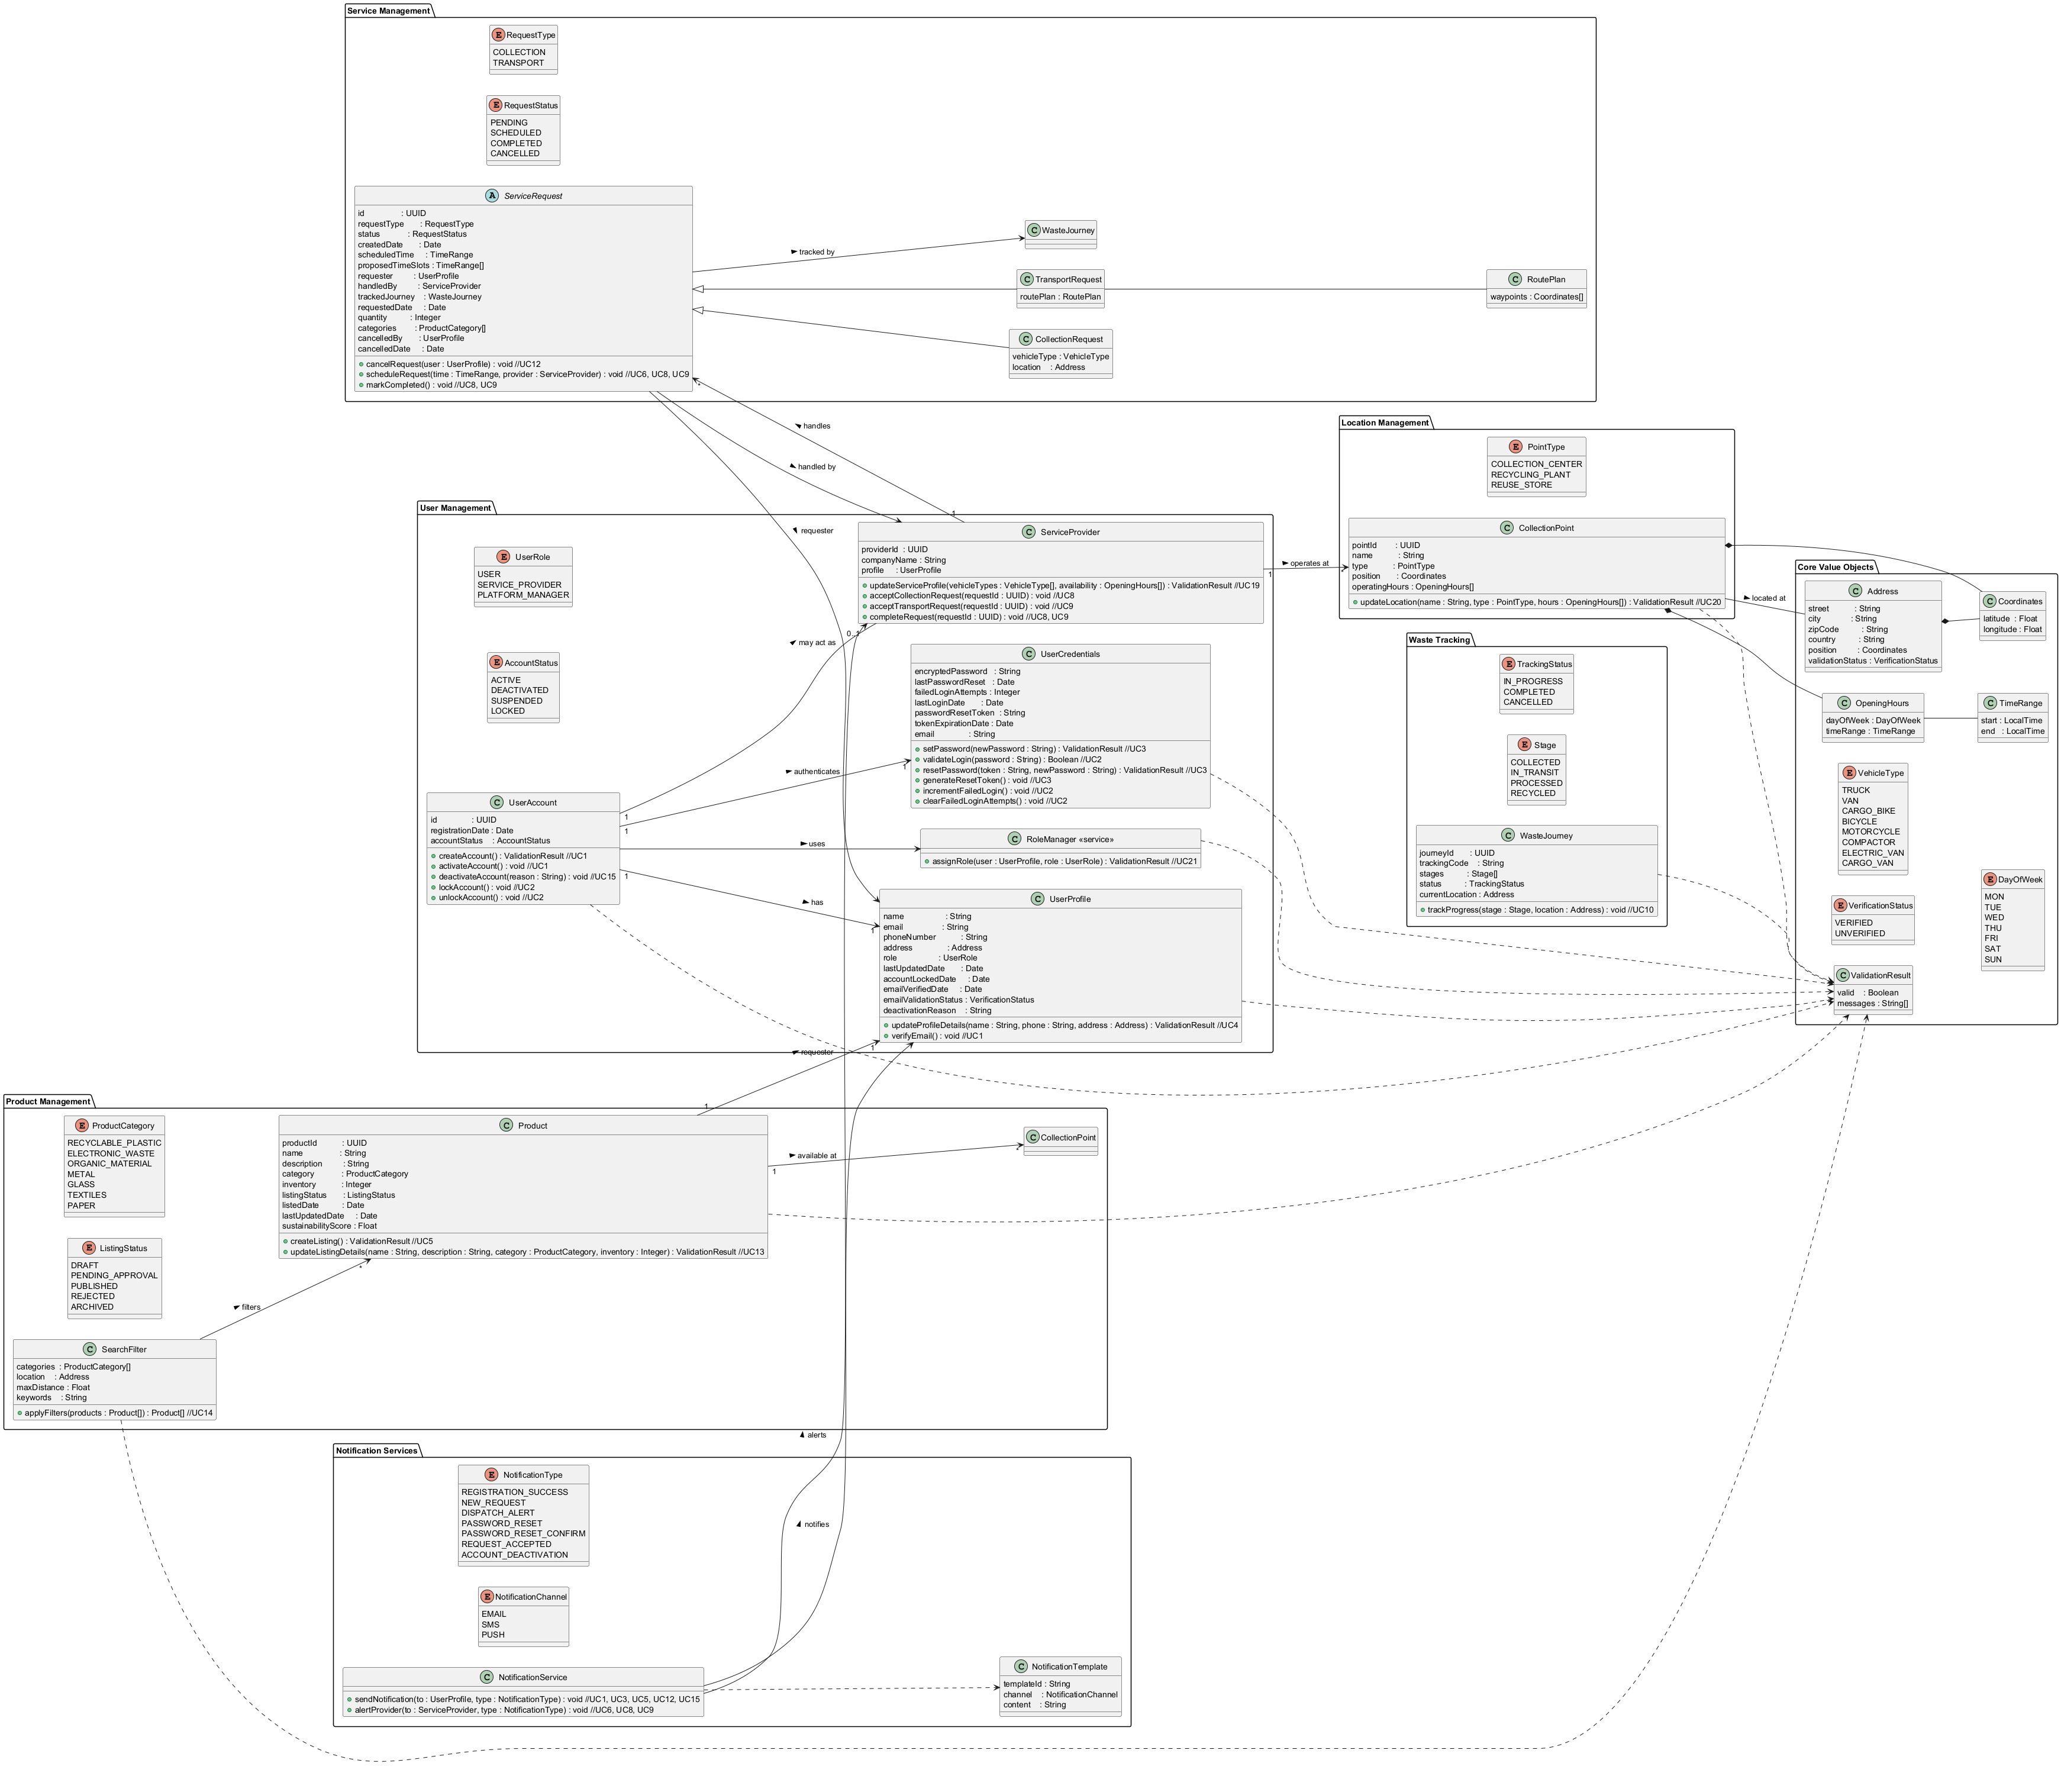 Service Management
E RequestType
COLLECTION
TRANSPORT
E RequestStatus
PENDING
SCHEDULED
COMPLETED
CANCELLED
A ServiceRequest
id : UUID
requestType : RequestType
status : RequestStatus
createdDate : Date
scheduledTime : TimeRange
proposedTimeSlots : TimeRange[]
requester : UserProfile
handledBy : ServiceProvider
trackedJourney : WasteJourney
requestedDate : Date
quantity : Integer
categories : ProductCategory[]
cancelledBy : UserProfile
cancelledDate : Date
cancelRequest(user : UserProfile) : void //UC12
scheduleRequest(time : TimeRange, provider : ServiceProvider) : void //UC6, UC8, UC9
markCompleted() : void //UC8, UC9
tracked by
C WasteJourney
C TransportRequest
routePlan : RoutePlan
C RoutePlan
waypoints : Coordinates[]
C CollectionRequest
vehicleType : VehicleType
location : Address
*
handles
handled by
requester
1
User Management
E UserRole
USER
SERVICE_PROVIDER
PLATFORM_MANAGER
E AccountStatus
ACTIVE
DEACTIVATED
SUSPENDED
LOCKED
C UserAccount
id : UUID
registrationDate : Date
accountStatus : AccountStatus
createAccount() : ValidationResult //UC1
activateAccount() : void //UC1
deactivateAccount(reason : String) : void //UC15
lockAccount() : void //UC2
unlockAccount() : void //UC2
may act as
1
0..1
authenticates
1
1
uses
has
1
1
C ServiceProvider
providerId : UUID
companyName : String
profile : UserProfile
updateServiceProfile(vehicleTypes : VehicleType[], availability : OpeningHours[]) : ValidationResult //UC19
acceptCollectionRequest(requestId : UUID) : void //UC8
acceptTransportRequest(requestId : UUID) : void //UC9
completeRequest(requestId : UUID) : void //UC8, UC9
C UserCredentials
encryptedPassword : String
lastPasswordReset : Date
failedLoginAttempts : Integer
lastLoginDate : Date
passwordResetToken : String
tokenExpirationDate : Date
email : String
setPassword(newPassword : String) : ValidationResult //UC3
validateLogin(password : String) : Boolean //UC2
resetPassword(token : String, newPassword : String) : ValidationResult //UC3
generateResetToken() : void //UC3
incrementFailedLogin() : void //UC2
clearFailedLoginAttempts() : void //UC2
C RoleManager «service»
assignRole(user : UserProfile, role : UserRole) : ValidationResult //UC21
C UserProfile
name : String
email : String
phoneNumber : String
address : Address
role : UserRole
lastUpdatedDate : Date
accountLockedDate : Date
emailVerifiedDate : Date
emailValidationStatus : VerificationStatus
deactivationReason : String
updateProfileDetails(name : String, phone : String, address : Address) : ValidationResult //UC4
verifyEmail() : void //UC1
operates at
1
*
Location Management
E PointType
COLLECTION_CENTER
RECYCLING_PLANT
REUSE_STORE
C CollectionPoint
pointId : UUID
name : String
type : PointType
position : Coordinates
operatingHours : OpeningHours[]
updateLocation(name : String, type : PointType, hours : OpeningHours[]) : ValidationResult //UC20
located at
Waste Tracking
E TrackingStatus
IN_PROGRESS
COMPLETED
CANCELLED
E Stage
COLLECTED
IN_TRANSIT
PROCESSED
RECYCLED
C WasteJourney
journeyId : UUID
trackingCode : String
stages : Stage[]
status : TrackingStatus
currentLocation : Address
trackProgress(stage : Stage, location : Address) : void //UC10
Core Value Objects
C Address
street : String
city : String
zipCode : String
country : String
position : Coordinates
validationStatus : VerificationStatus
C Coordinates
latitude : Float
longitude : Float
C OpeningHours
dayOfWeek : DayOfWeek
timeRange : TimeRange
C TimeRange
start : LocalTime
end : LocalTime
E VehicleType
TRUCK
VAN
CARGO_BIKE
BICYCLE
MOTORCYCLE
COMPACTOR
ELECTRIC_VAN
CARGO_VAN
E VerificationStatus
VERIFIED
UNVERIFIED
E DayOfWeek
MON
TUE
WED
THU
FRI
SAT
SUN
C ValidationResult
valid : Boolean
messages : String[]
requester
1
1
Product Management
E ProductCategory
RECYCLABLE_PLASTIC
ELECTRONIC_WASTE
ORGANIC_MATERIAL
METAL
GLASS
TEXTILES
PAPER
E ListingStatus
DRAFT
PENDING_APPROVAL
PUBLISHED
REJECTED
ARCHIVED
C Product
productId : UUID
name : String
description : String
category : ProductCategory
inventory : Integer
listingStatus : ListingStatus
listedDate : Date
lastUpdatedDate : Date
sustainabilityScore : Float
createListing() : ValidationResult //UC5
updateListingDetails(name : String, description : String, category : ProductCategory, inventory : Integer) : ValidationResult //UC13
available at
1
*
C CollectionPoint
filters
*
C SearchFilter
categories : ProductCategory[]
location : Address
maxDistance : Float
keywords : String
applyFilters(products : Product[]) : Product[] //UC14
alerts
Notification Services
E NotificationType
REGISTRATION_SUCCESS
NEW_REQUEST
DISPATCH_ALERT
PASSWORD_RESET
PASSWORD_RESET_CONFIRM
REQUEST_ACCEPTED
ACCOUNT_DEACTIVATION
notifies
E NotificationChannel
EMAIL
SMS
PUSH
C NotificationService
sendNotification(to : UserProfile, type : NotificationType) : void //UC1, UC3, UC5, UC12, UC15
alertProvider(to : ServiceProvider, type : NotificationType) : void //UC6, UC8, UC9
C NotificationTemplate
templateId : String
channel : NotificationChannel
content : String